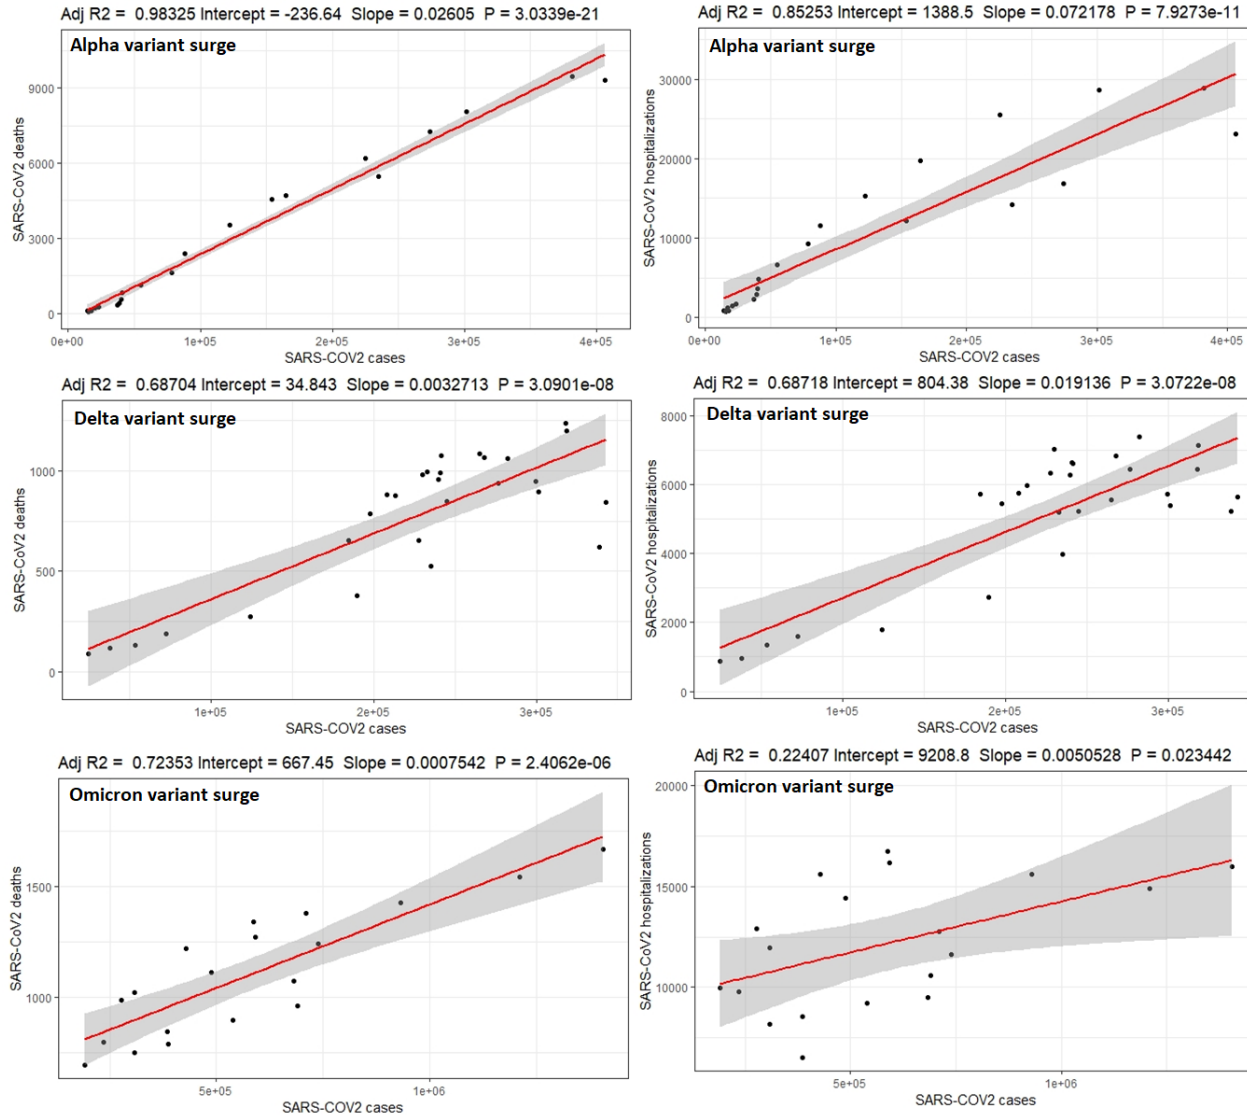 Adj R2 = 0.98325 Intercept = -236.64 Slope = 0.02605 P = 3.0339e-21
Alpha variant surge
SARS-CoV2 deaths
9000
6000
3000
0
0e+00 1e+05 2e+05 3e+05 4e+05
SARS-COV2 cases
Adj R2 = 0.85253 Intercept = 1388.5 Slope = 0.072178 P = 7.9273e-11
Alpha variant surge
SARS-CoV2 hospitalizations
30000
20000
10000
0
0e+00 1e+05 2e+05 3e+05 4e+05
SARS-COV2 cases
Adj R2 = 0.68704 Intercept = 34.843 Slope = 0.0032713 P = 3.0901e-08
Delta variant surge
SARS-CoV2 deaths
1000
500
0
1e+05 2e+05 3e+05
SARS-COV2 cases
Adj R2 = 0.68718 Intercept = 804.38 Slope = 0.019136 P = 3.0722e-08
Delta variant surge
SARS-CoV2 hospitalizations
8000
6000
4000
2000
0
1e+05 2e+05 3e+05
SARS-COV2 cases
Adj R2 = 0.72353 Intercept = 667.45 Slope = 0.0007542 P = 2.4062e-06
Omicron variant surge
SARS-CoV2 deaths
1500
1000
5e+05 1e+06
SARS-COV2 cases
Adj R2 = 0.22407 Intercept = 9208.8 Slope = 0.0050528 P = 0.023442
Omicron variant surge
SARS-CoV2 hospitalizations
20000
15000
10000
5e+05 1e+06
SARS-COV2 cases